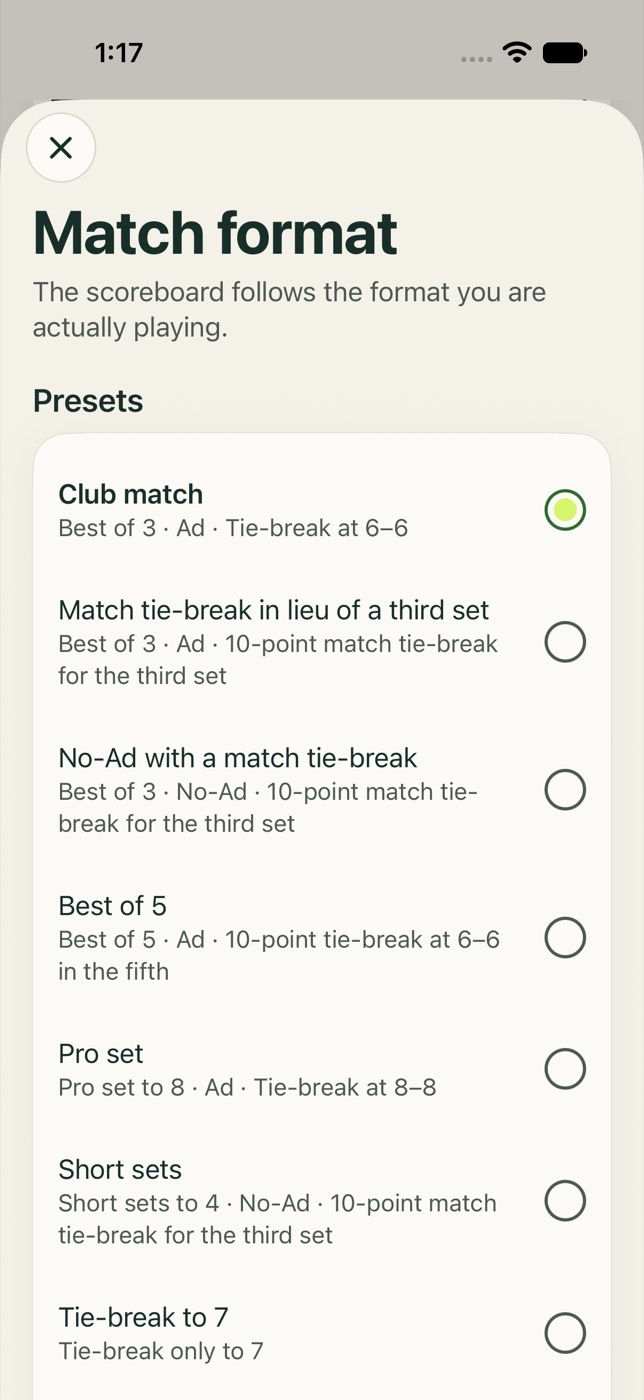 1:17
Match format
The scoreboard follows the format you are
actually playing.
Presets
Club match
Best of 3 · Ad · Tie-break at 6–6
Match tie-break in lieu of a third set
Best of 3 · Ad · 10-point match tie-break
for the third set
No-Ad with a match tie-break
Best of 3 · No-Ad · 10-point match tie-
break for the third set
Best of 5
Best of 5 · Ad · 10-point tie-break at 6–6
in the fifth
Pro set
Pro set to 8 · Ad · Tie-break at 8–8
Short sets
Short sets to 4 · No-Ad · 10-point match
tie-break for the third set
Tie-break to 7
Tie-break only to 7